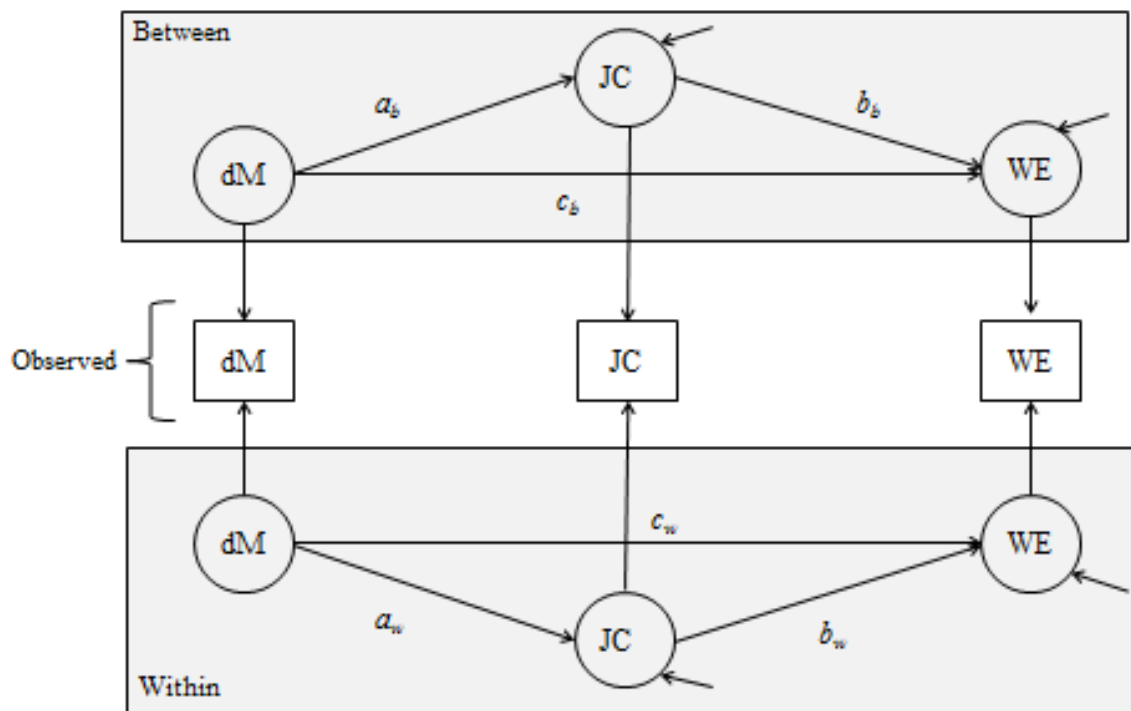 Between
JC
a_b
b_b
dM
WE
c_b
Observed
dM
JC
WE
dM
c_w
WE
a_w
JC
b_w
Within